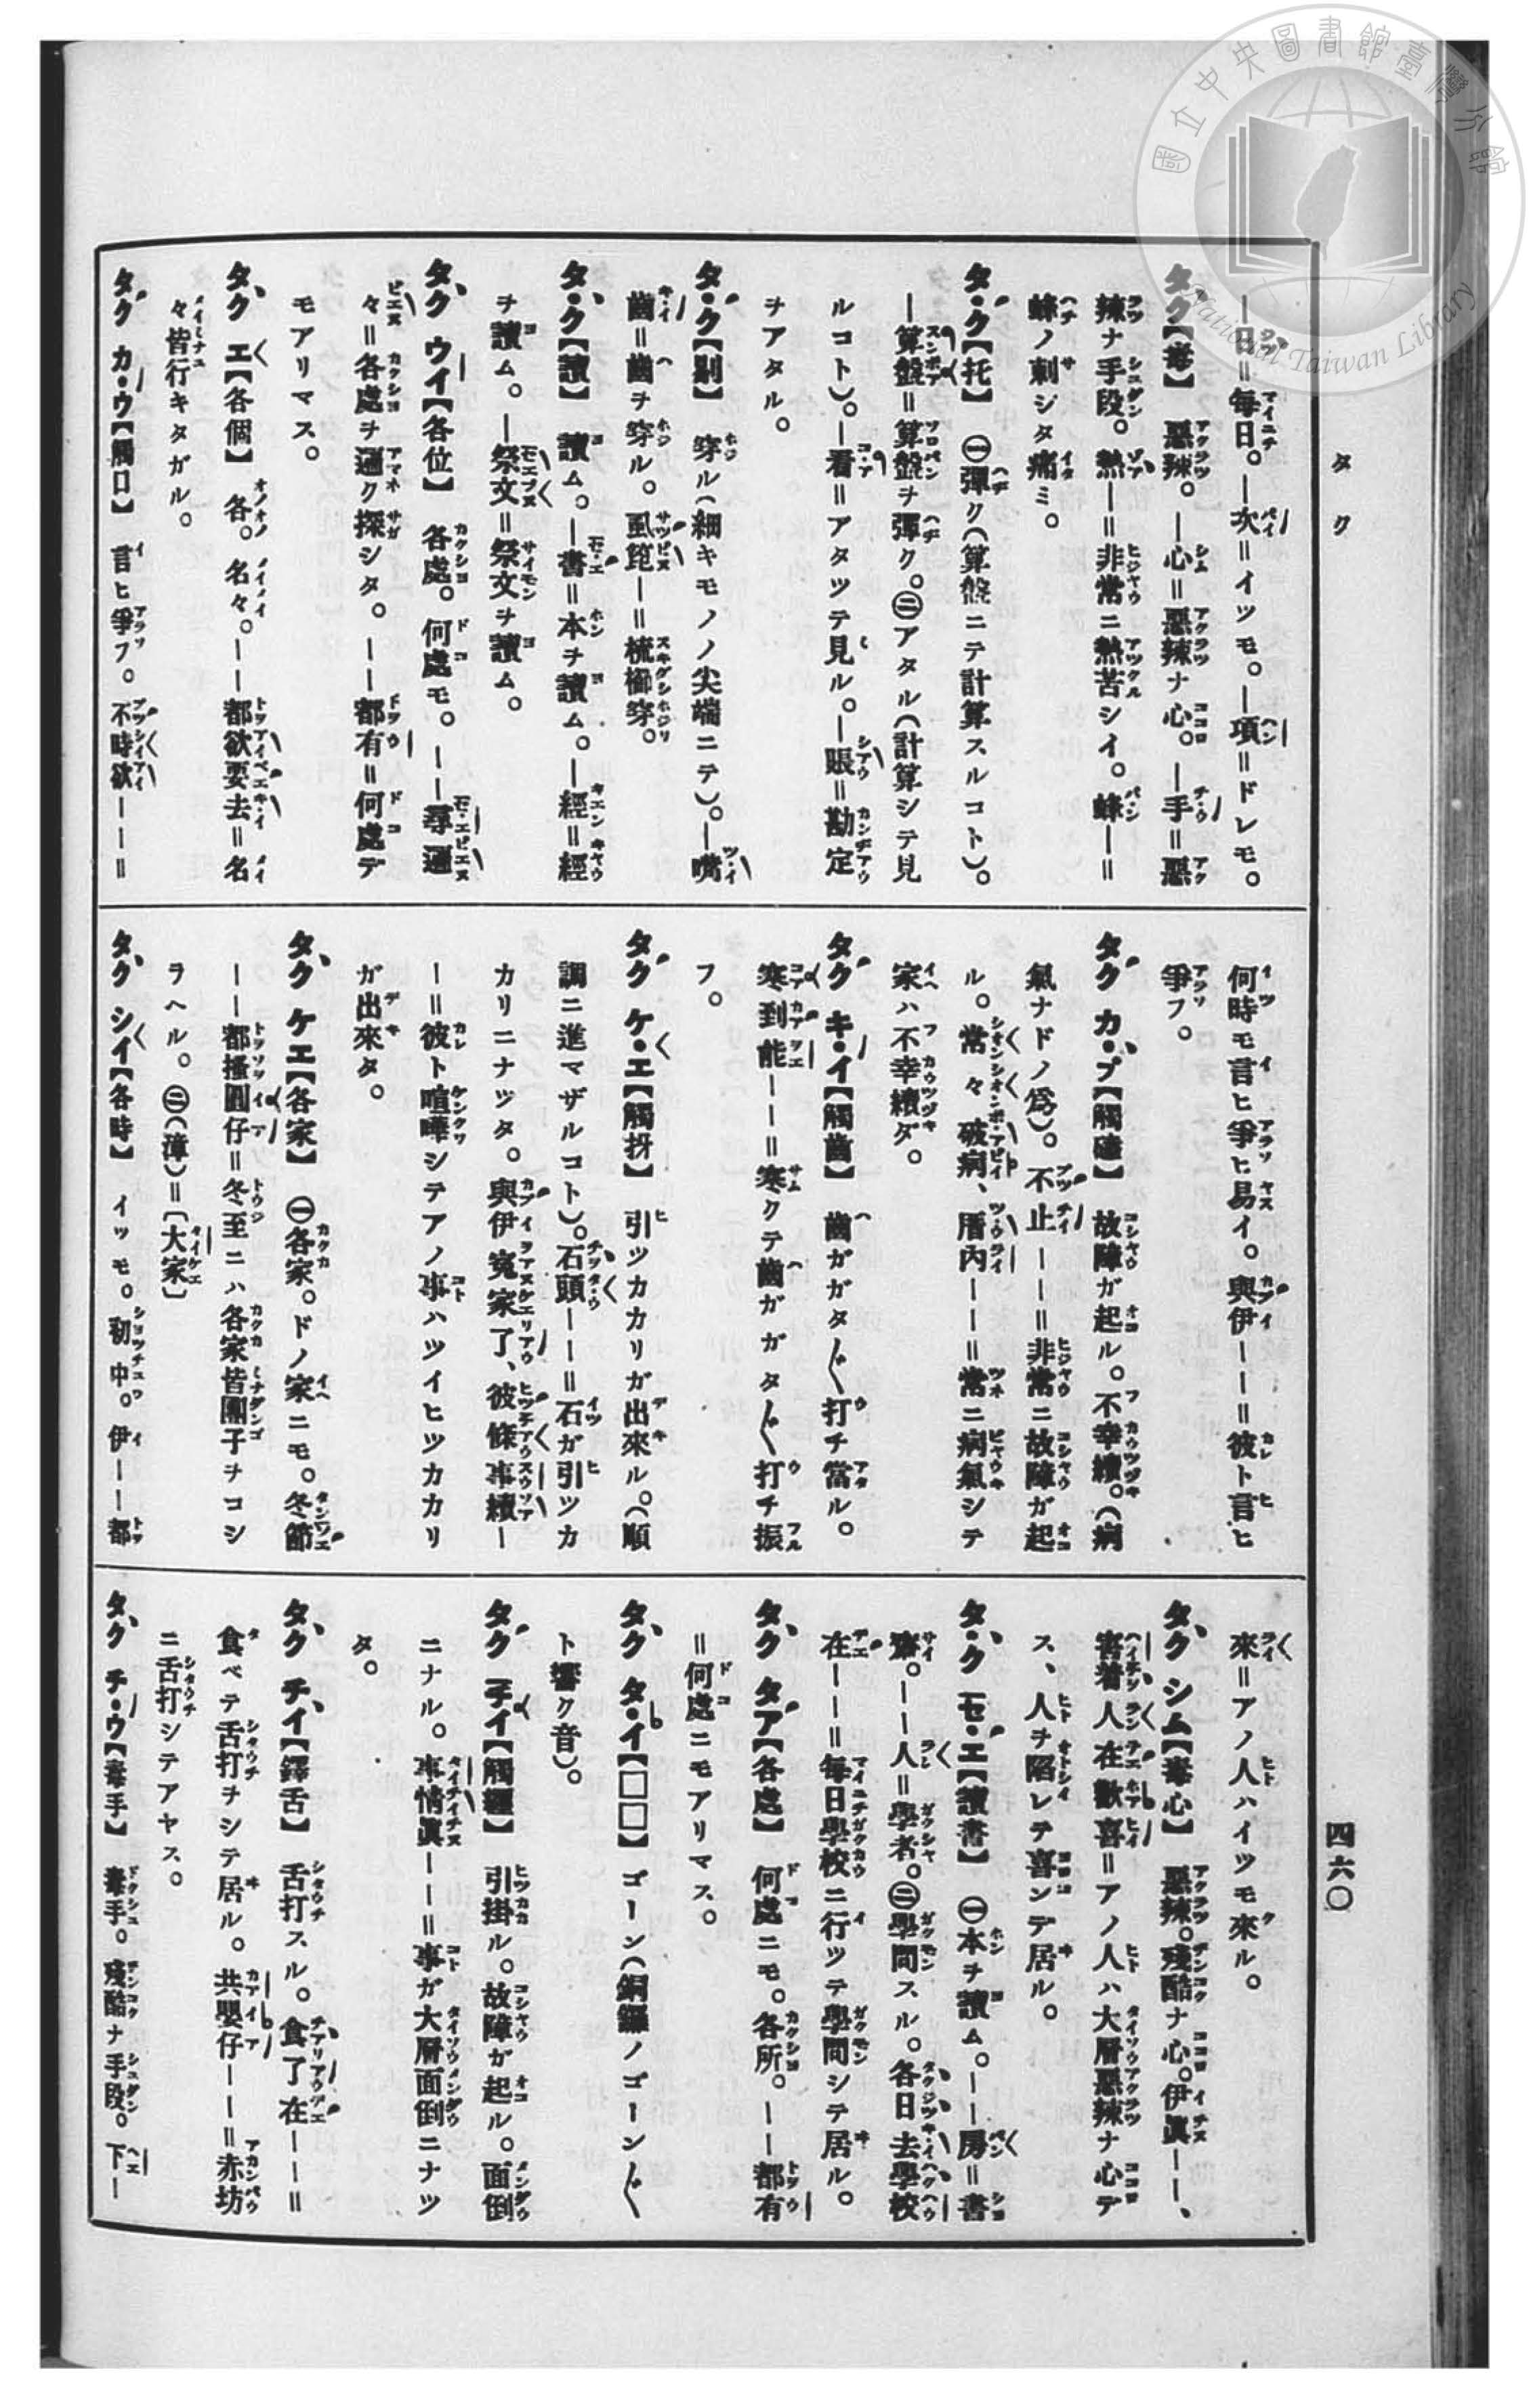 國立中央圖書館臺灣分館
National Taiwan Library
タク
四六〇
—日=每日。—次=イツモ。—項=ドレモ。
タク【毒】 惡辣。—心=惡辣ナ心。—手=惡
辣ナ手段。熱—=非常ニ熱苦シイ。蜂—=
蜂ノ刺シタ痛ミ。
タ・ク【托】 ㊀彈ク(算盤ニテ計算スルコト)。
—算盤=算盤ヲ彈ク。㊁アタル(計算シテ見
ルコト)。—看=アタツテ見ル。—賬=勘定
ヲアタル。
タ・ク【剔】 穿ル(細キモノノ尖端ニテ)。—嘴
齒=齒ヲ穿ル。虱篦—=梳櫛穿。
タ・ク【讀】 讀ム。—書=本ヲ讀ム。—經=經
ヲ讀ム。—祭文=祭文ヲ讀ム。
タク ウイ【各位】 各處。何處モ。——尋遍
々=各處ヲ遍ク探シタ。——都有=何處デ
モアリマス。
タク エ【各個】 各。名々。——都欲要去=名
々皆行キタガル。
タク カ・ウ【觸口】 言ヒ爭フ。不時欲——=
何時モ言ヒ爭ヒ易イ。與伊——=彼ト言ヒ
爭フ。
タク カ・プ【觸磕】 故障ガ起ル。不幸續。(病
氣ナドノ爲)。不止——=非常ニ故障ガ起
ル。常々破病、厝內——=常ニ病氣シテ
家ハ不幸續ダ。
タク キ・イ【觸齒】 齒ガガタ〲打チ當ル。
寒到能——=寒クテ齒ガガタ〲打チ振
フ。
タク ケ・エ【觸捙】 引ツカカリガ出來ル。(順
調ニ進マザルコト)。石頭——=石ガ引ツカ
カリニナツタ。與伊寃家了、彼條事續—
—=彼ト喧嘩シテアノ事ハツイヒツカカリ
ガ出來タ。
タク ケエ【各家】 ㊀各家。ドノ家ニモ。冬節
——都搔圓仔=冬至ニハ各家皆團子ヲコシ
ラヘル。㊁(漳)=〔大家〕
タク シイ【各時】 イツモ。初中。伊——都
來=アノ人ハイツモ來ル。
タク シム【毒心】 惡辣。殘酷ナ心。伊眞——、
害着人在歡喜=アノ人ハ大層惡辣ナ心デ
ス、人ヲ陷レテ喜ンデ居ル。
タ・ク セ・エ【讀書】 ㊀本ヲ讀ム。——房=書
齋。——人=學者。㊁學問スル。各日去學校
在——=每日學校ニ行ツテ學問シテ居ル。
タク タア【各處】 何處ニモ。各所。——都有
=何處ニモアリマス。
タク タ・イ【□□】 ゴーン(銅鑼ノゴーン〲
ト響ク音)。
タク チイ【觸纏】 引掛ル。故障ガ起ル。面倒
ニナル。事情眞——=事ガ大層面倒ニナツ
タ。
タク チイ【鐸舌】 舌打スル。食了在——=
食ベテ舌打チシテ居ル。共嬰仔——=赤坊
ニ舌打シテアヤス。
タク チ・ウ【毒手】 毒手。殘酷ナ手段。下—